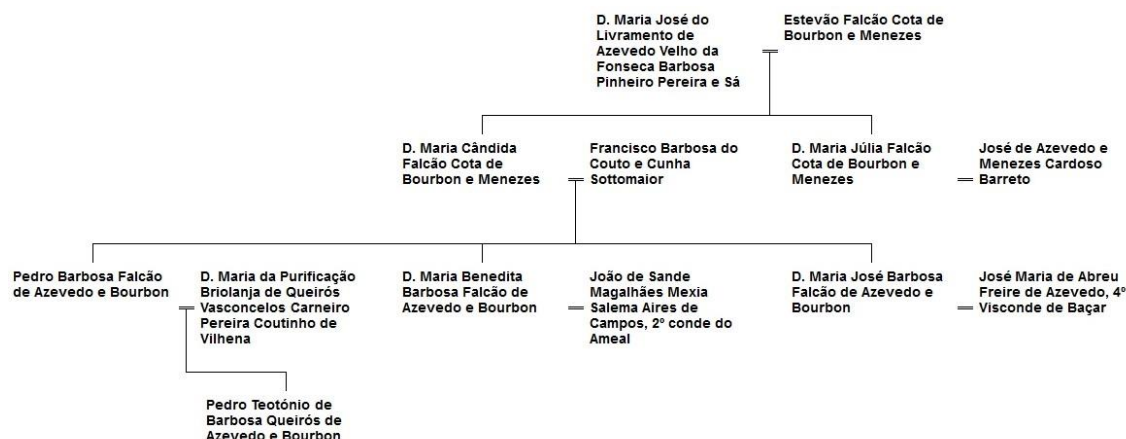 D. Maria José do
Livramento de
Azevedo Velho da
Fonseca Barbosa
Pinheiro Pereira e Sá
Estevão Falcão Cota de
Bourbon e Menezes
D. Maria Cândida
Falcão Cota de
Bourbon e Menezes
Francisco Barbosa do
Couto e Cunha
Sottomaior
D. Maria Júlia Falcão
Cota de Bourbon e
Menezes
José de Azevedo e
Menezes Cardoso
Barreto
Pedro Barbosa Falcão
de Azevedo e Bourbon
D. Maria da Purificação
Briolanja de Queirós
Vasconcelos Carneiro
Pereira Coutinho de
Vilhena
D. Maria Benedita
Barbosa Falcão de
Azevedo e Bourbon
João de Sande
Magalhães Mexia
Salema Aires de
Campos, 2º conde do
Ameal
D. Maria José Barbosa
Falcão de Azevedo e
Bourbon
José Maria de Abreu
Freire de Azevedo, 4º
Visconde de Baçar
Pedro Teotónio de
Barbosa Queirós de
Azevedo e Bourbon